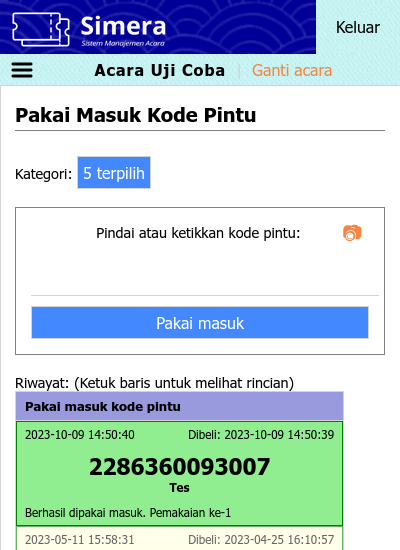 Simera
Sistem Manajemen Acara
Keluar
Acara Uji Coba | Ganti acara
Pakai Masuk Kode Pintu
Kategori: 5 terpilih
Pindai atau ketikkan kode pintu:
Pakai masuk
Riwayat: (Ketuk baris untuk melihat rincian)
Pakai masuk kode pintu
2023-10-09 14:50:40 Dibeli: 2023-10-09 14:50:39
2286360093007
Tes
Berhasil dipakai masuk. Pemakaian ke-1
2023-05-11 15:58:31 Dibeli: 2023-04-25 16:10:57